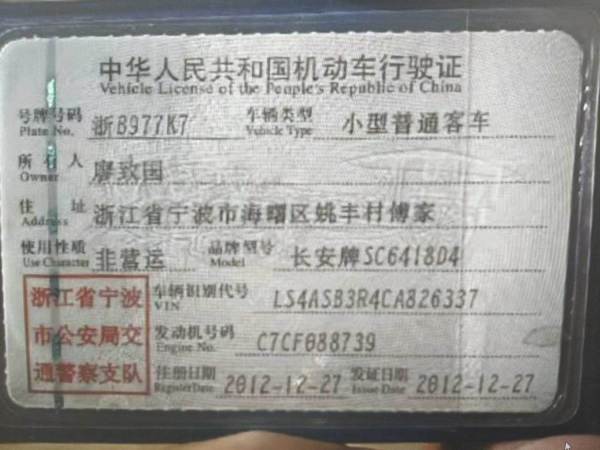 中华人民共和国机动车行驶证
Vehicle License of the People's Republic of China
号牌号码 浙B977K7 车辆类型 小型普通客车
Plate No. Vehicle Type
所有人 廖致国
Owner
住址 浙江省宁波市海曙区姚丰村傅家
Address
使用性质 非营运 品牌型号 长安牌SC6418D4
Use Character Model
浙江省宁波 车辆识别代号 LS4ASB3R4CA826337
VIN
市公安局交 发动机号码 C7CF088739
Engine No.
通警察支队 注册日期 2012-12-27 发证日期 2012-12-27
Register Date Issue Date